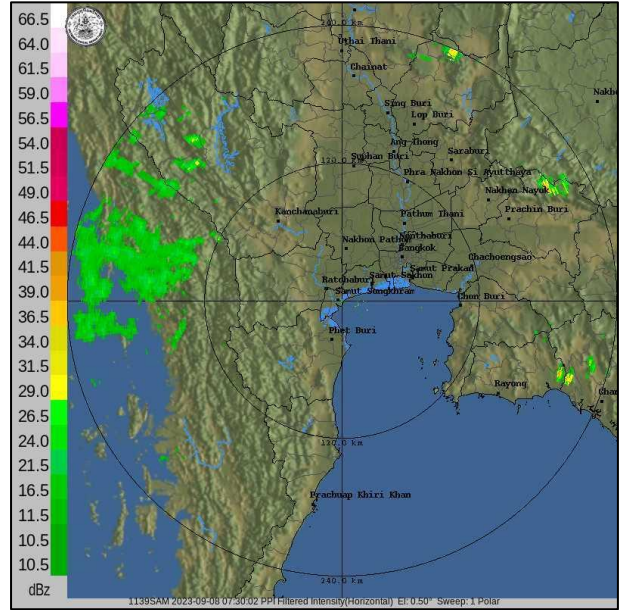 66.5
64.0
61.5
59.0
56.5
54.0
51.5
49.0
46.5
44.0
41.5
39.0
36.5
34.0
31.5
29.0
26.5
24.0
21.5
16.5
13.5
10.5
dBz
240.0 km
Uthai Thani
Chainat
Sing Buri
Lop Buri
Ang Thong
Saraburi
Suphan Buri
120.0 km
Phra Nakhon Si Ayutthaya
Nakhon Nayok
Prachin Buri
Kanchanaburi
Pathum Thani
Nonthaburi
Nakhon Pathom
Bangkok
Chachoengsao
Samut Prakan
Samut Sakhon
Ratchaburi
Samut Songkhram
Chon Buri
Phet Buri
Rayong
Chan
120.0 km
Prachuap Khiri Khan
240.0 km
1139SAM 2023-09-08 07:30:02 PPI Filtered Intensity(Horizontal) El: 0.50° Sweep: 1 Polar